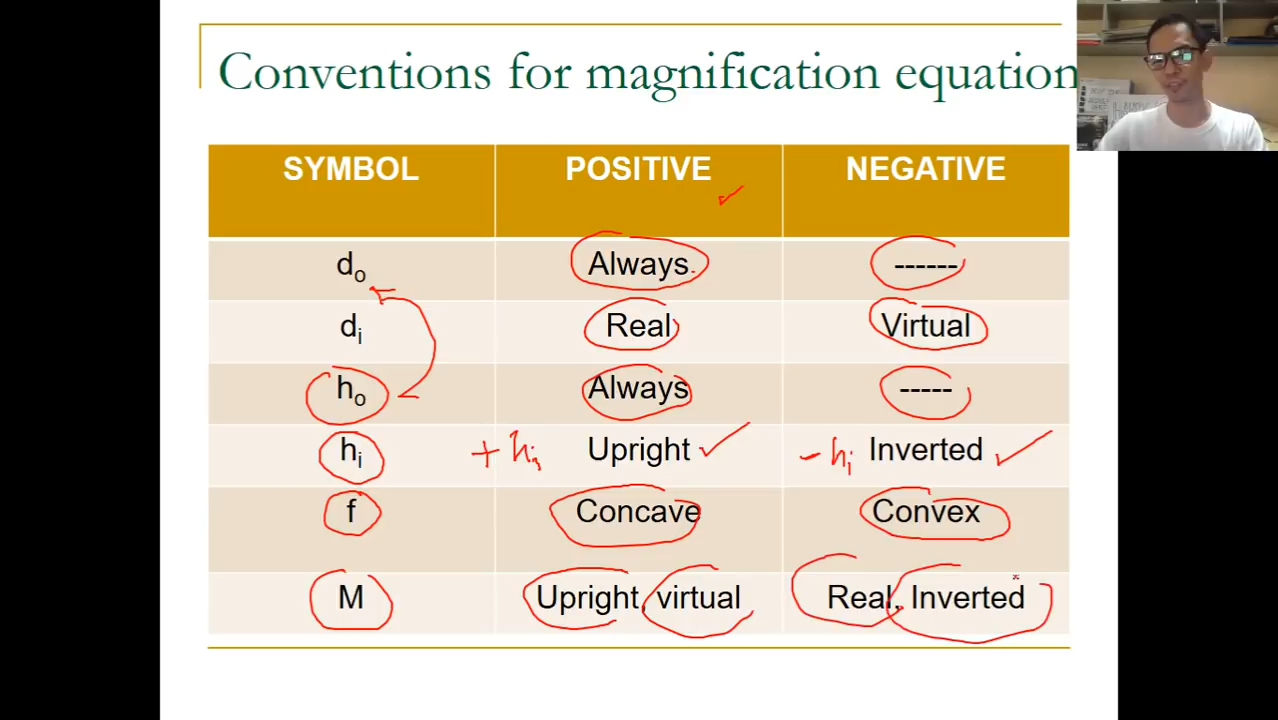 Conventions for magnification equation
SYMBOL POSITIVE NEGATIVE
do Always ------
di Real Virtual
ho Always -----
hi + hi Upright - hi Inverted
f Concave Convex
M Upright, virtual Real, Inverted